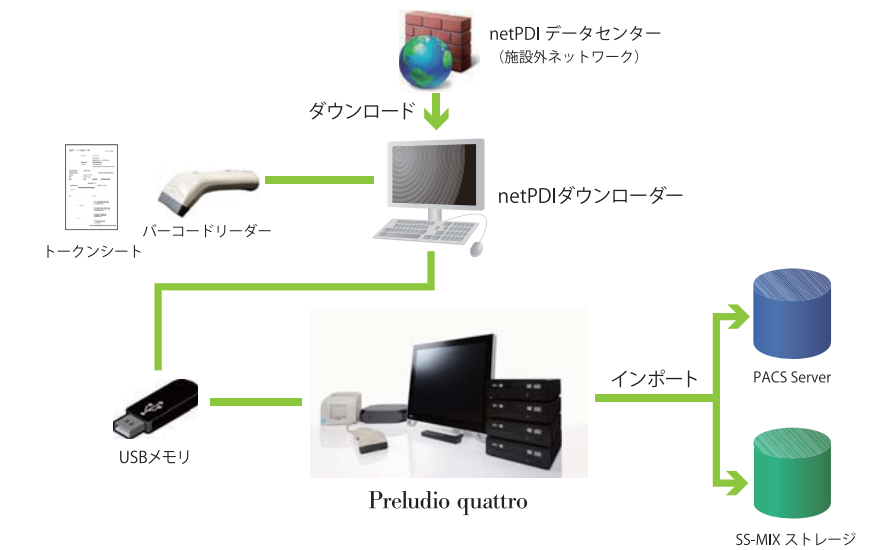 netPDI データセンター
（施設外ネットワーク）
ダウンロード
netPDIダウンローダー
バーコードリーダー
トークンシート
インポート
PACS Server
USBメモリ
Preludio quattro
SS-MIX ストレージ